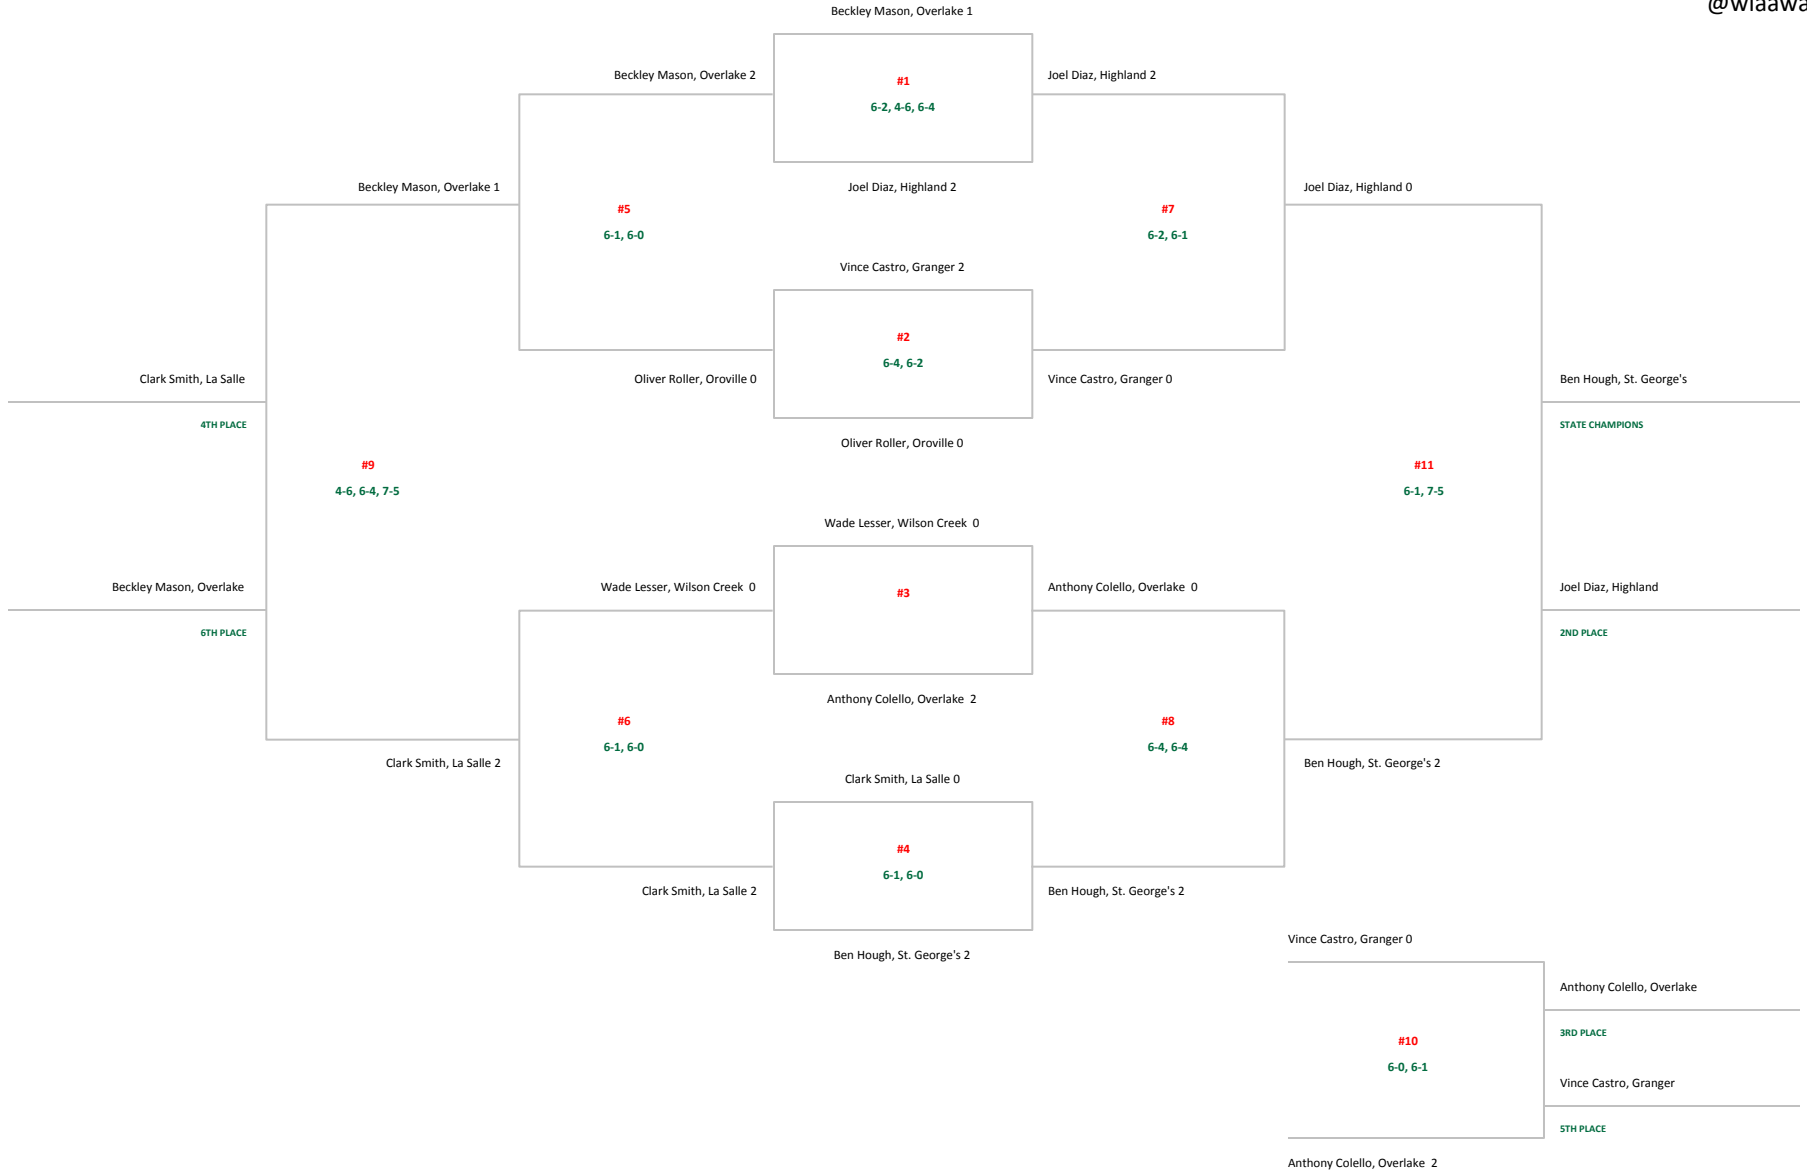 @wiaawa
Beckley Mason, Overlake 1
Beckley Mason, Overlake 2
#1
Joel Diaz, Highland 2
6-2, 4-6, 6-4
Beckley Mason, Overlake 1
Joel Diaz, Highland 2
Joel Diaz, Highland 0
#5
#7
6-1, 6-0
6-2, 6-1
Vince Castro, Granger 2
#2
6-4, 6-2
Clark Smith, La Salle
Oliver Roller, Oroville 0
Vince Castro, Granger 0
Ben Hough, St. George's
4TH PLACE
STATE CHAMPIONS
Oliver Roller, Oroville 0
#9
#11
4-6, 6-4, 7-5
6-1, 7-5
Wade Lesser, Wilson Creek 0
Beckley Mason, Overlake
Wade Lesser, Wilson Creek 0
#3
Anthony Colello, Overlake 0
Joel Diaz, Highland
6TH PLACE
2ND PLACE
Anthony Colello, Overlake 2
#6
#8
6-1, 6-0
6-4, 6-4
Clark Smith, La Salle 2
Ben Hough, St. George's 2
Clark Smith, La Salle 0
#4
6-1, 6-0
Clark Smith, La Salle 2
Ben Hough, St. George's 2
Ben Hough, St. George's 2
Vince Castro, Granger 0
Anthony Colello, Overlake
3RD PLACE
#10
6-0, 6-1
Vince Castro, Granger
5TH PLACE
Anthony Colello, Overlake 2